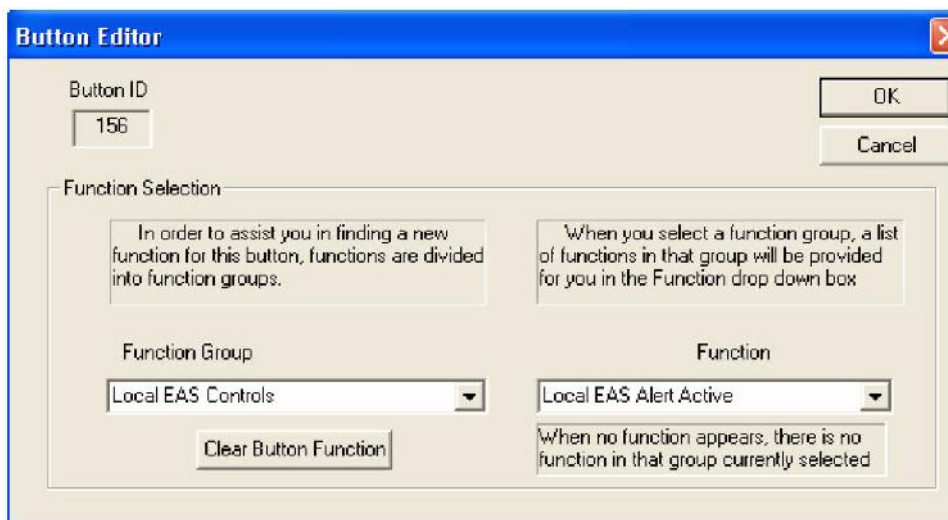 Button Editor
Button ID
156
OK
Cancel
Function Selection
In order to assist you in finding a new
function for this button, functions are divided
into function groups.
When you select a function group, a list
of functions in that group will be provided
for you in the Function drop down box
Function Group
Function
Local EAS Controls
Local EAS Alert Active
Clear Button Function
When no function appears, there is no
function in that group currently selected